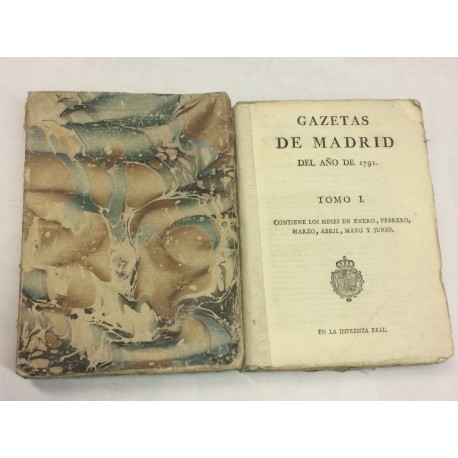 GAZETAS
DE MADRID
DEL AÑO DE 1791.
TOMO I.
CONTIENE LOS MESES DE ENERO, FEBRERO,
MARZO, ABRIL, MAYO Y JUNIO.
EN LA IMPRENTA REAL.